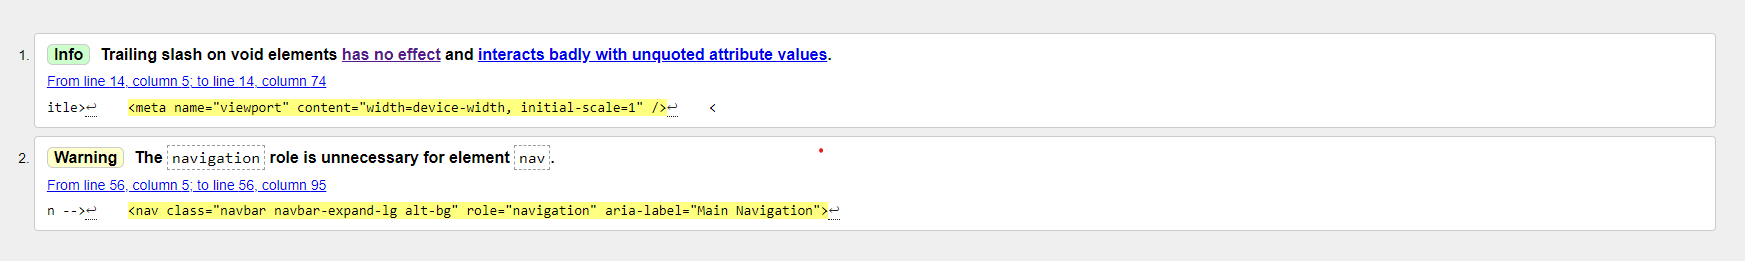 1. Info Trailing slash on void elements has no effect and interacts badly with unquoted attribute values.
From line 14, column 5; to line 14, column 74
itle>↩ <meta name="viewport" content="width=device-width, initial-scale=1" />↩ <
2. Warning The navigation role is unnecessary for element nav.
From line 56, column 5; to line 56, column 95
n -->↩ <nav class="navbar navbar-expand-lg alt-bg" role="navigation" aria-label="Main Navigation">↩